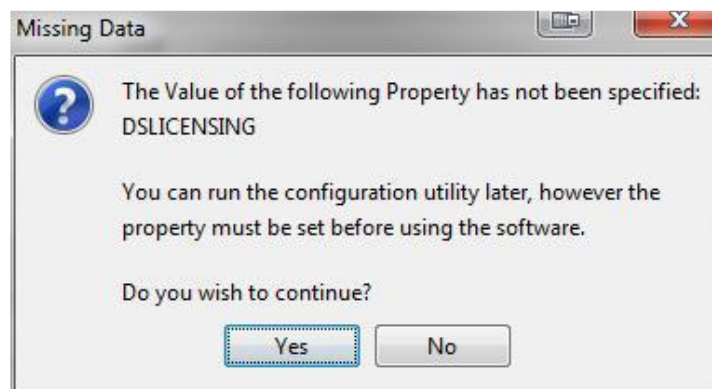 Missing Data
The Value of the following Property has not been specified:
DSLICENSING
You can run the configuration utility later, however the
property must be set before using the software.
Do you wish to continue?
Yes
No